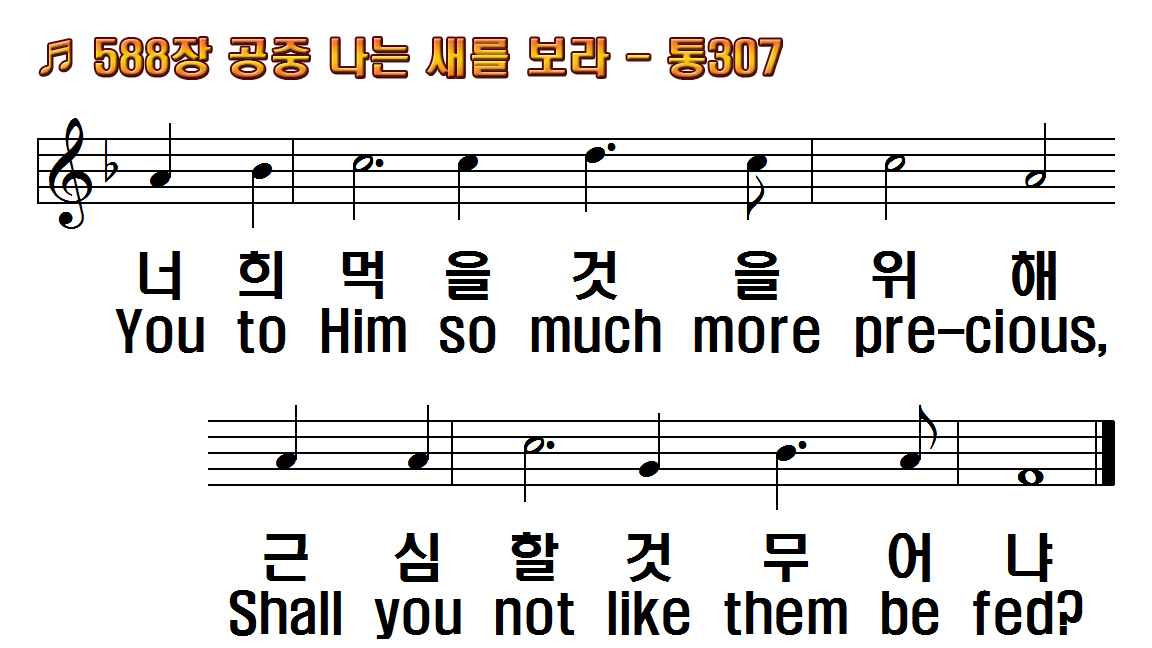 ♬ 588장 공중 나는 새를 보라 - 통307
너 희 먹 을 것 을 위 해
You to Him so much more pre-cious,
근 심 할 것 무 어 냐
Shall you not like them be fed?